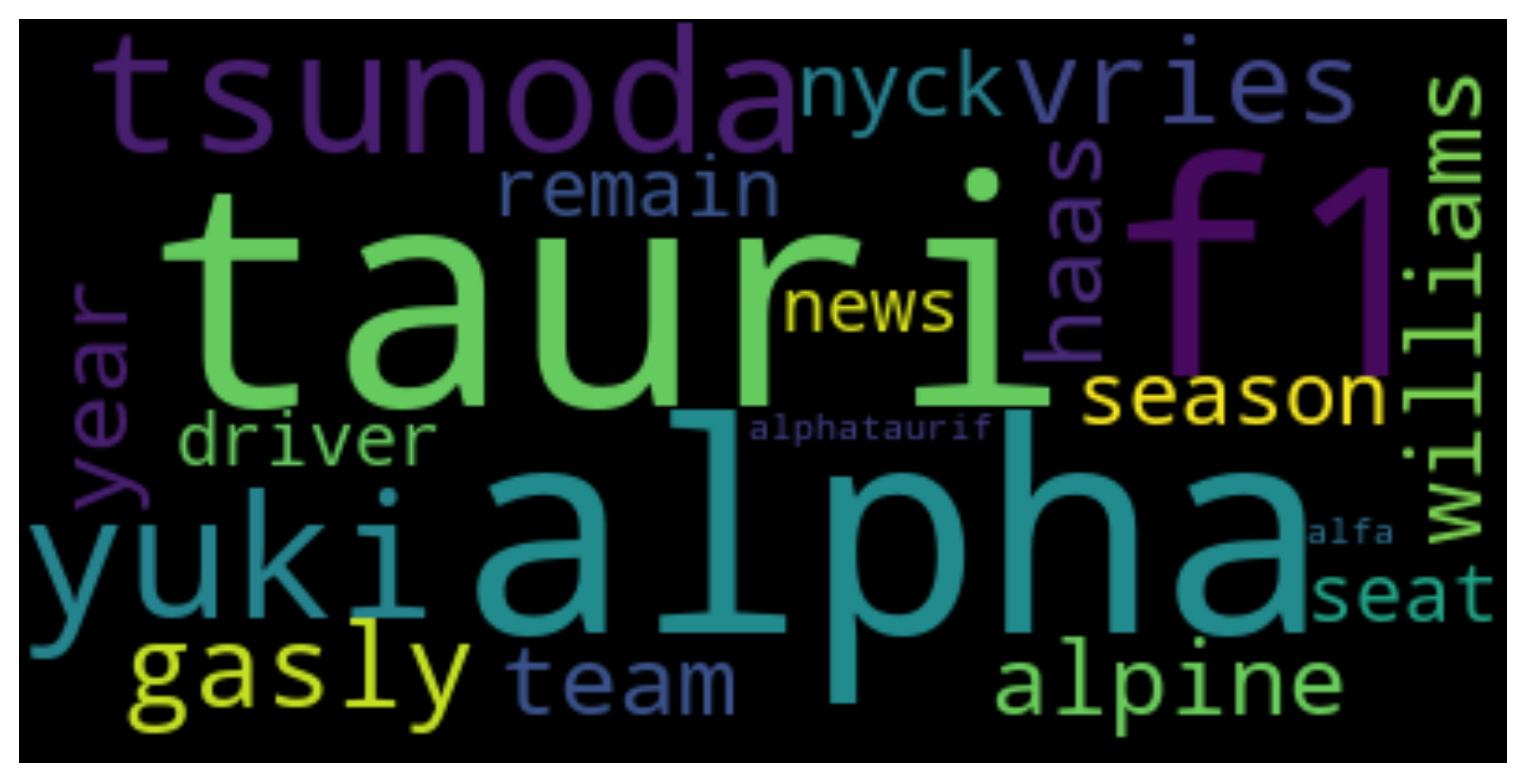 tsunoda
nyck
vries
remain
haas
f1
williams
tauri
news
year
season
driver
alphataurif
alpha
yuki
alfa
seat
gasly
team
alpine